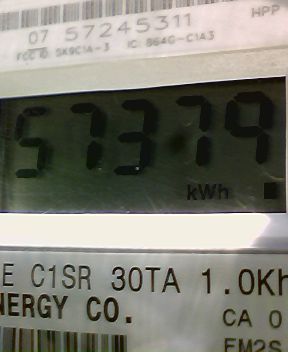 07 57245311
HPP
FCC ID: SK9C1A-3 IC: 864G-C1A3
57379
kWh
E C1SR 30TA 1.0Kh
NERGY CO.
CA 0
FM2S